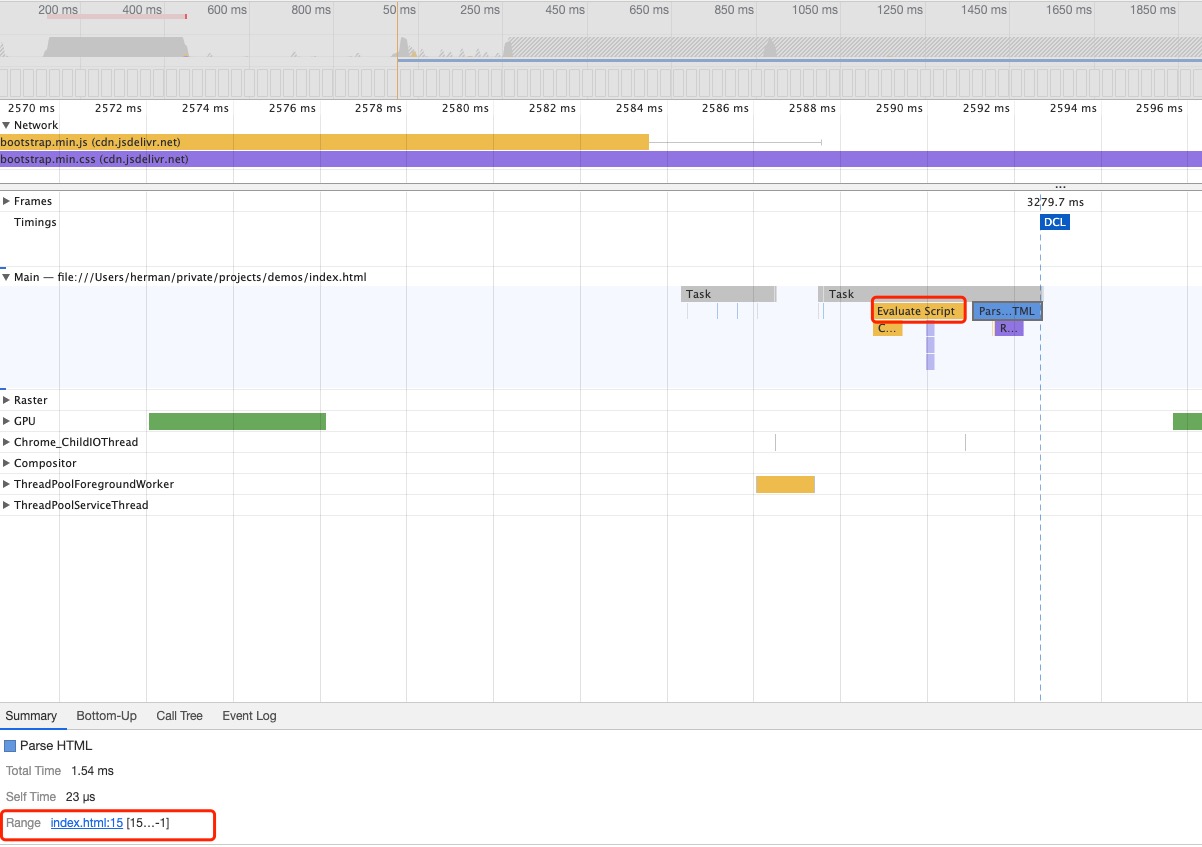 200 ms 400 ms 600 ms 800 ms 50 ms 250 ms 450 ms 650 ms 850 ms 1050 ms 1250 ms 1450 ms 1650 ms 1850 ms
2570 ms 2572 ms 2574 ms 2576 ms 2578 ms 2580 ms 2582 ms 2584 ms 2586 ms 2588 ms 2590 ms 2592 ms 2594 ms 2596 ms
Network
bootstrap.min.js (cdn.jsdelivr.net)
bootstrap.min.css (cdn.jsdelivr.net)
...
Frames
3279.7 ms
Timings
DCL
Main — file:///Users/herman/private/projects/demos/index.html
Task Task
Evaluate Script Pars…TML
C… R…
Raster
GPU
Chrome_ChildIOThread
Compositor
ThreadPoolForegroundWorker
ThreadPoolServiceThread
Summary Bottom-Up Call Tree Event Log
Parse HTML
Total Time 1.54 ms
Self Time 23 μs
Range index.html:15 [15…-1]